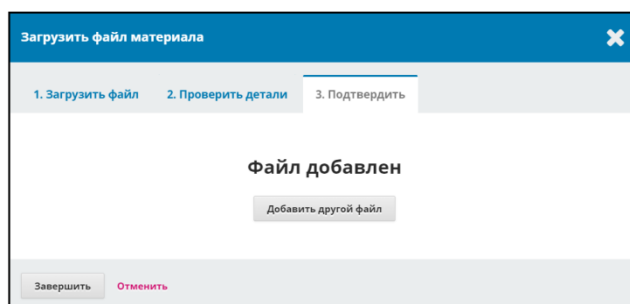 Загрузить файл материала
1. Загрузить файл 2. Проверить детали 3. Подтвердить
Файл добавлен
Добавить другой файл
Завершить Отменить